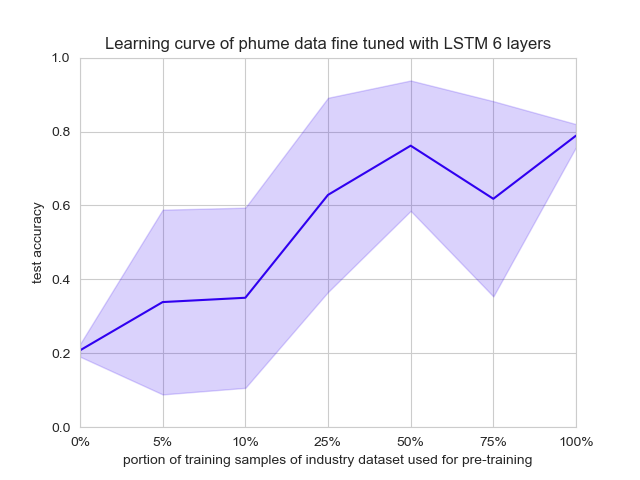 Learning curve of phume data fine tuned with LSTM 6 layers
1.0
0.8
0.6
0.4
0.2
0.0
test accuracy
0% 5% 10% 25% 50% 75% 100%
portion of training samples of industry dataset used for pre-training